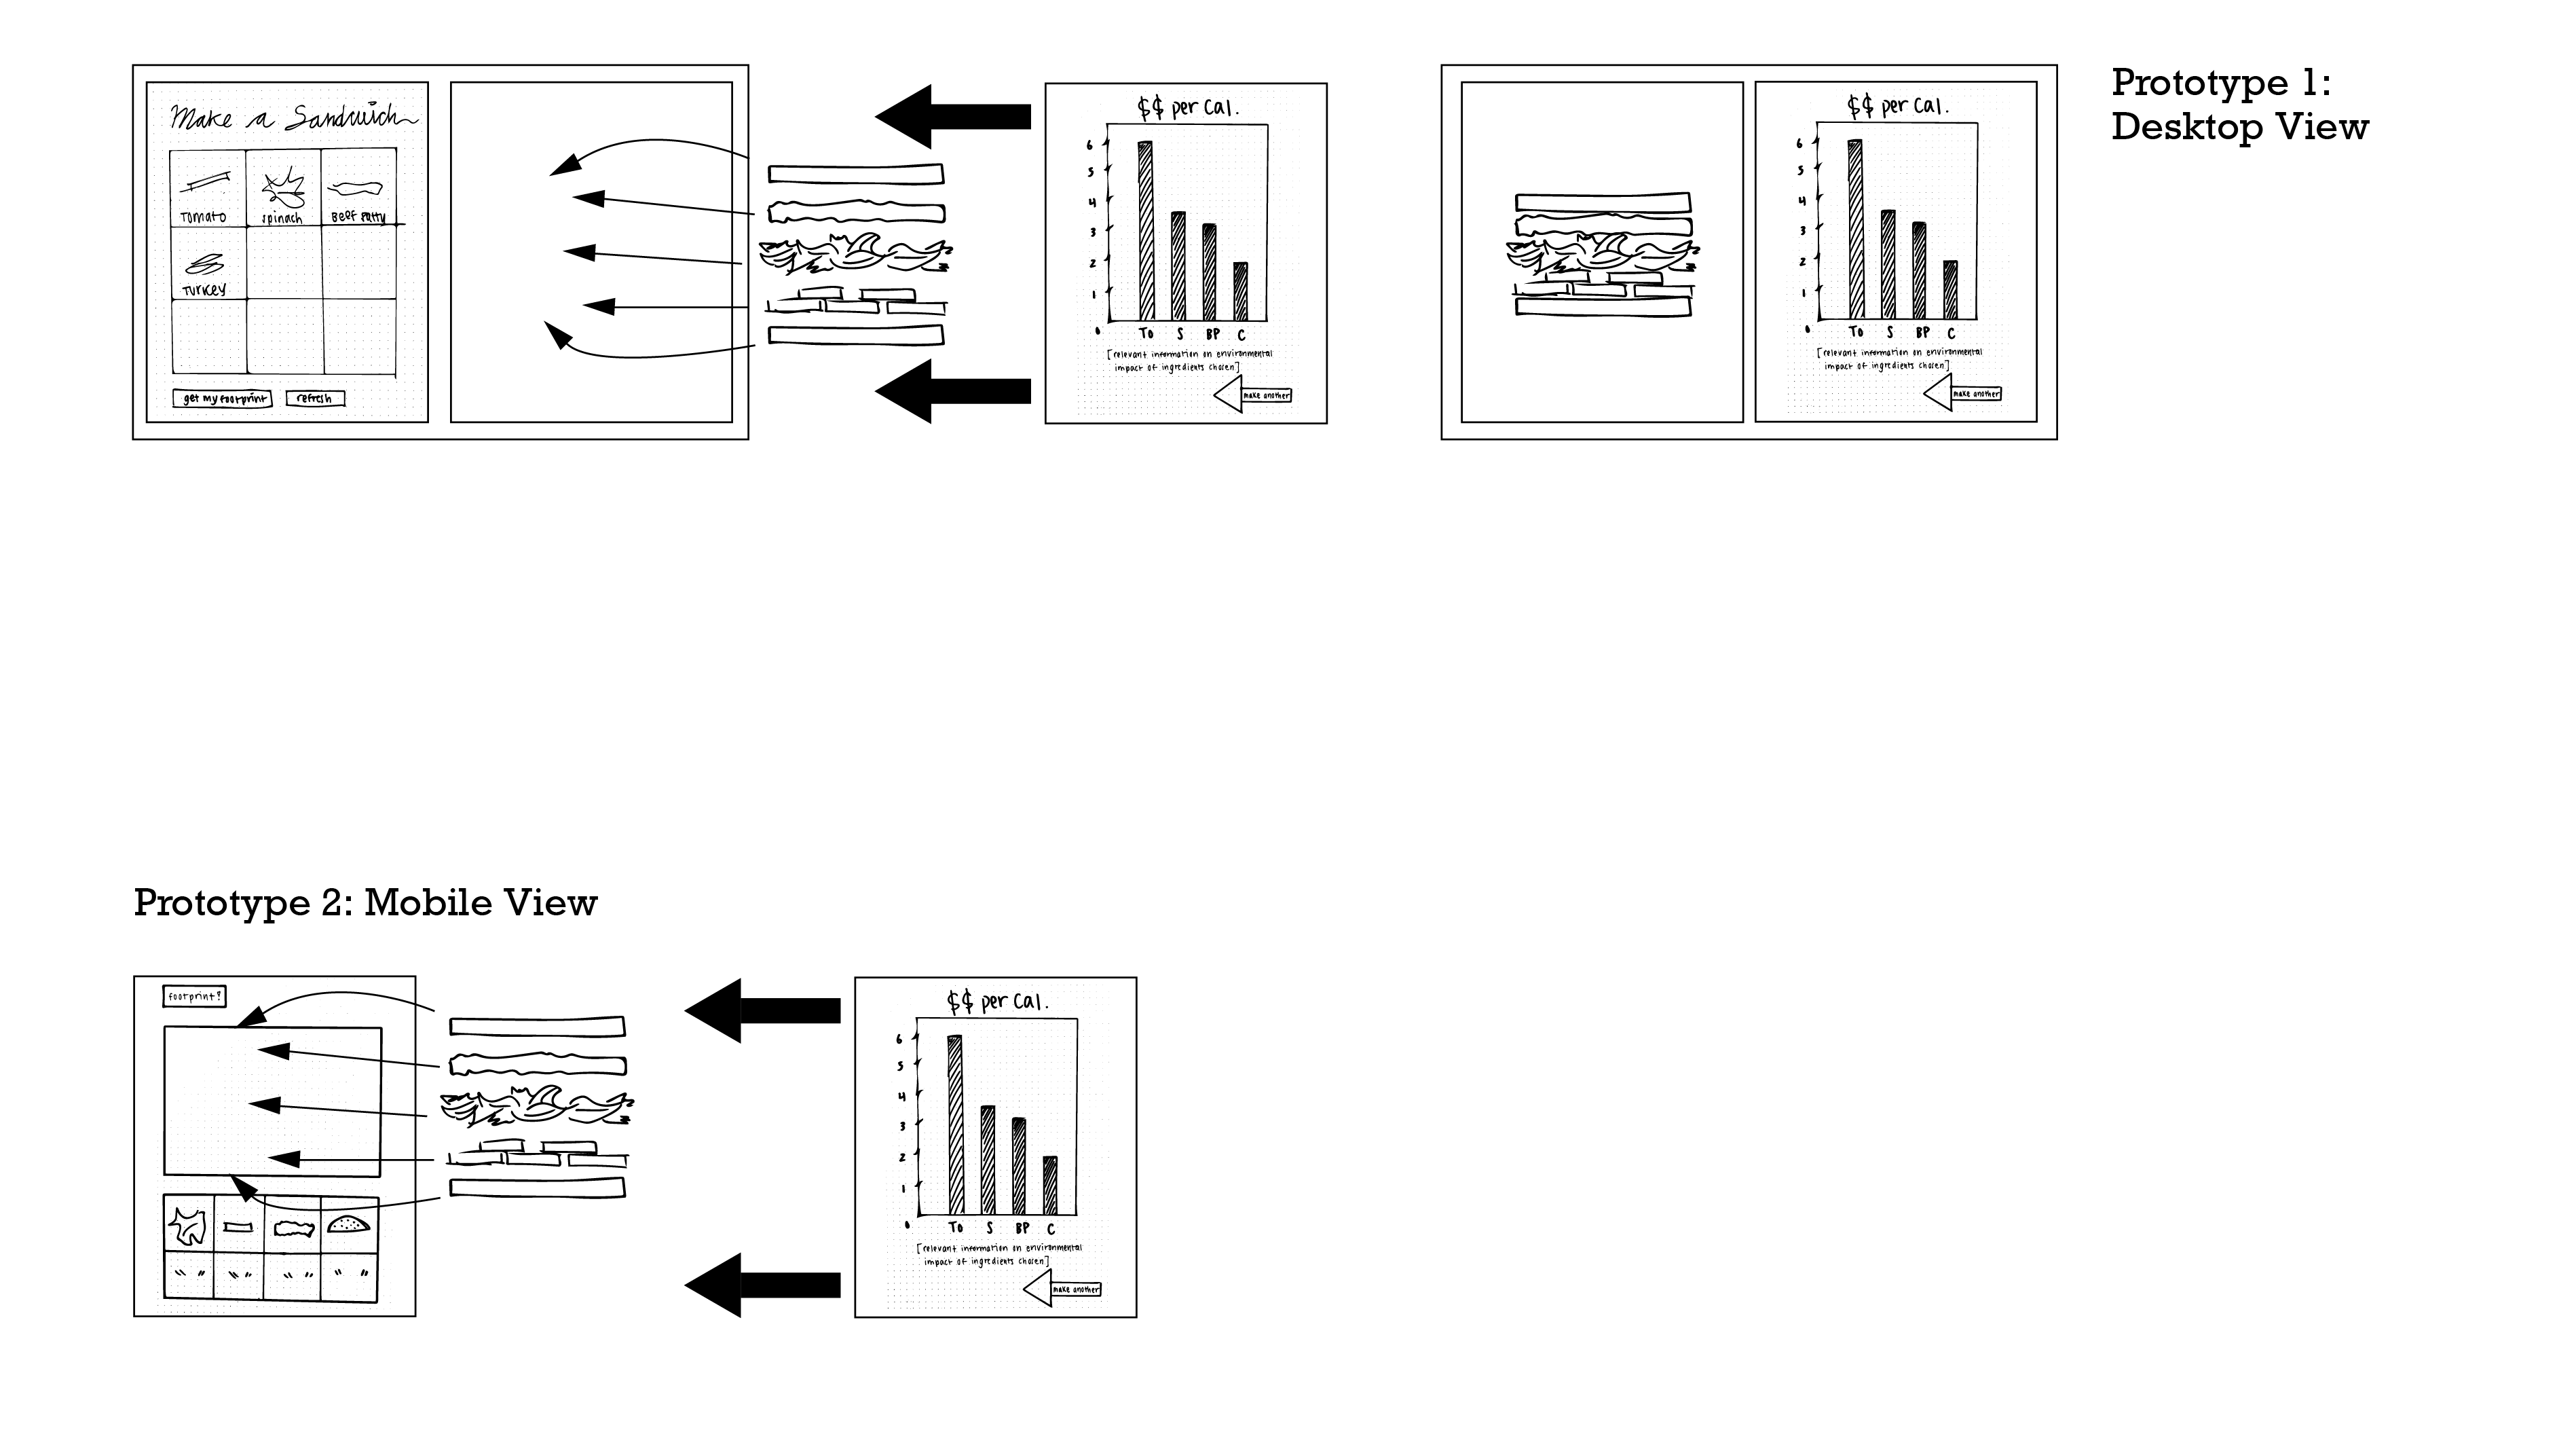 Make a Sandwich
Tomato
spinach
Beef patty
Turkey
get my footprint
refresh
$$ per Cal.
6
5
4
3
2
1
0
To S BP C
[relevant information on environmental
impact of ingredients chosen]
make another
$$ per Cal.
6
5
4
3
2
1
0
To S BP C
[relevant information on environmental
impact of ingredients chosen]
make another
Prototype 1:
Desktop View
Prototype 2: Mobile View
footprint?
$$ per Cal.
6
5
4
3
2
1
0
To S BP C
[relevant information on environmental
impact of ingredients chosen]
make another